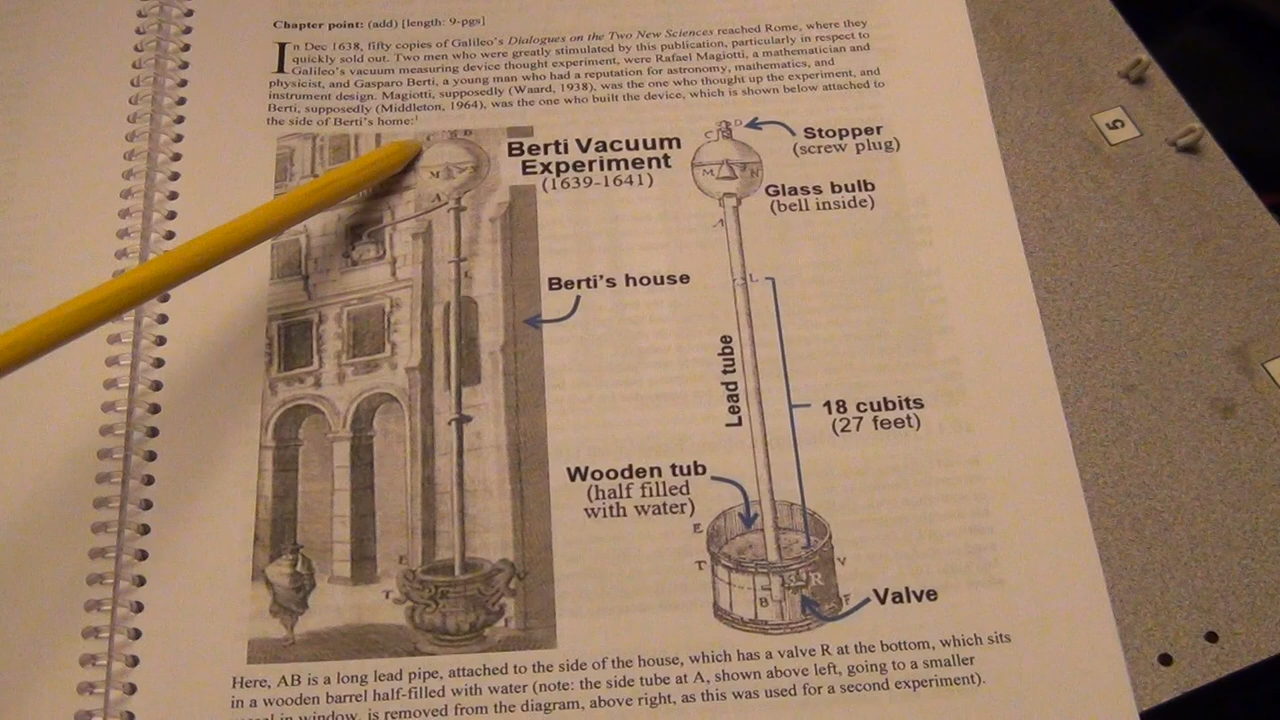 Chapter point: (add) [length: 9-pgs]
In Dec 1638, fifty copies of Galileo's Dialogues on the Two New Sciences reached Rome, where they
quickly sold out. Two men who were greatly stimulated by this publication, particularly in respect to
Galileo's vacuum measuring device thought experiment, were Rafael Magiotti, a mathematician and
physicist, and Gasparo Berti, a young man who had a reputation for astronomy, mathematics, and
instrument design. Magiotti, supposedly (Waard, 1938), was the one who thought up the experiment, and
Berti, supposedly (Middleton, 1964), was the one who built the device, which is shown below attached to
the side of Berti's home:1
Berti Vacuum
Experiment
(1639-1641)
M
A
E
T
R
Berti's house
C D
Stopper
(screw plug)
M N
Glass bulb
(bell inside)
A
L
Lead tube
18 cubits
(27 feet)
Wooden tub
(half filled
with water)
E
T
V
R
B
F
Valve
Here, AB is a long lead pipe, attached to the side of the house, which has a valve R at the bottom, which sits
in a wooden barrel half-filled with water (note: the side tube at A, shown above left, going to a smaller
in window, is removed from the diagram, above right, as this was used for a second experiment).
5